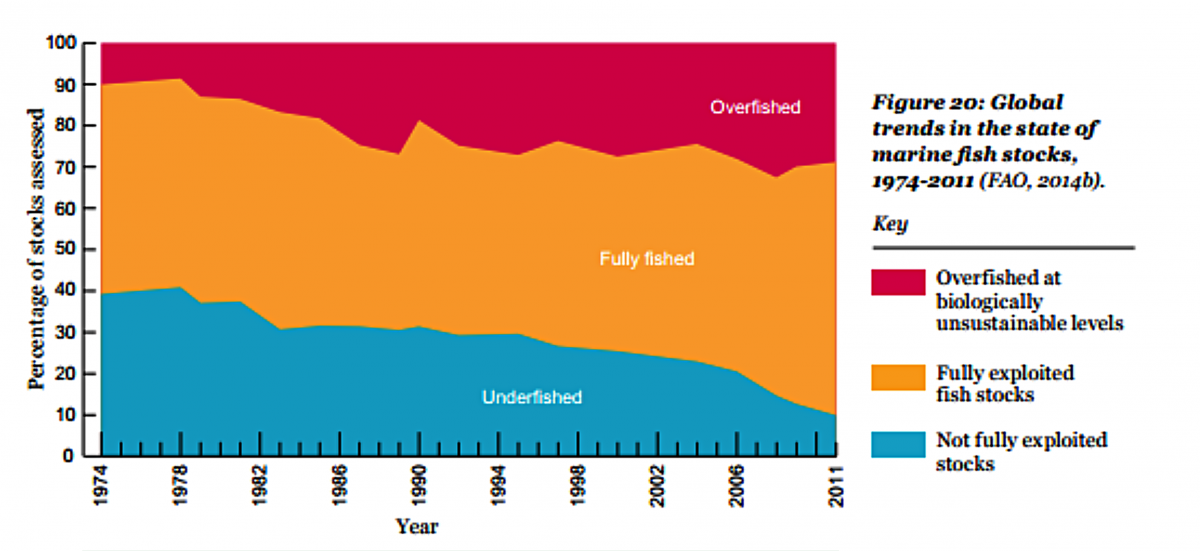 100
90
80
70
60
50
40
30
20
10
0
Percentage of stocks assessed
Overfished
Fully fished
Underfished
1974
1978
1982
1986
1990
1994
1998
2002
2006
2011
Year
Figure 20: Global
trends in the state of
marine fish stocks,
1974-2011 (FAO, 2014b).
Key
Overfished at
biologically
unsustainable levels
Fully exploited
fish stocks
Not fully exploited
stocks